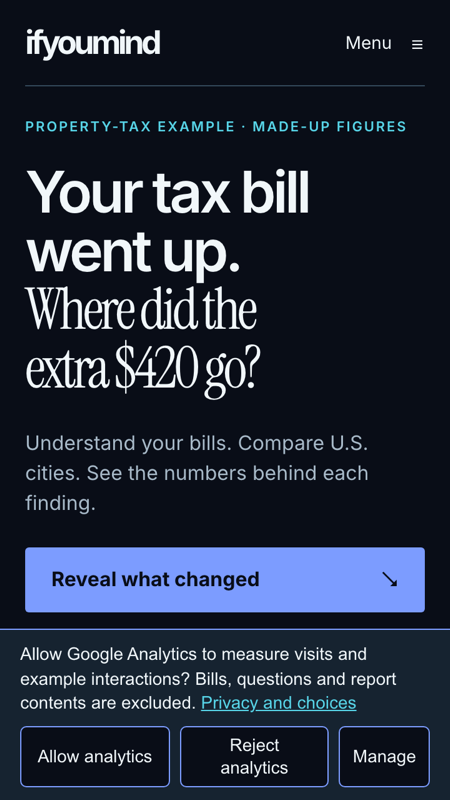 ifyoumind
Menu ≡
PROPERTY-TAX EXAMPLE · MADE-UP FIGURES
Your tax bill
went up.
Where did the
extra $420 go?
Understand your bills. Compare U.S.
cities. See the numbers behind each
finding.
Reveal what changed ↘
Allow Google Analytics to measure visits and
example interactions? Bills, questions and report
contents are excluded. Privacy and choices
Allow analytics
Reject
analytics
Manage